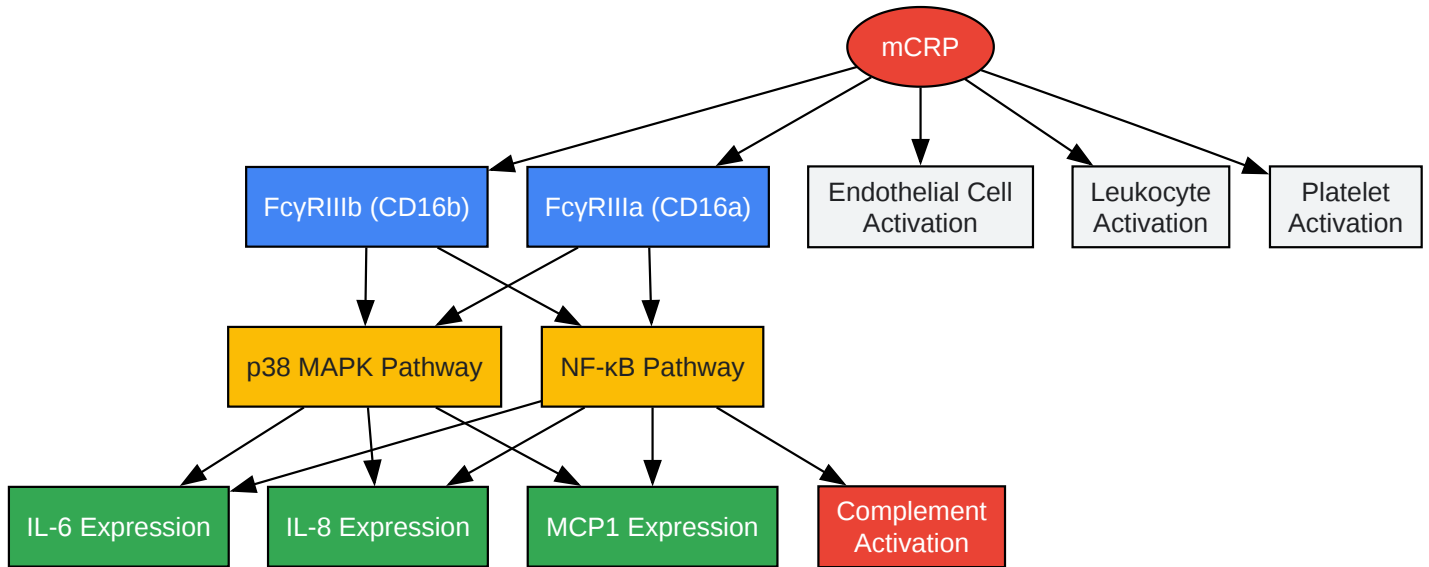 mCRP
FcγRIIIb (CD16b)
FcγRIIIa (CD16a)
Endothelial Cell
Activation
Leukocyte
Activation
Platelet
Activation
p38 MAPK Pathway
NF-κB Pathway
IL-6 Expression
IL-8 Expression
MCP1 Expression
Complement
Activation